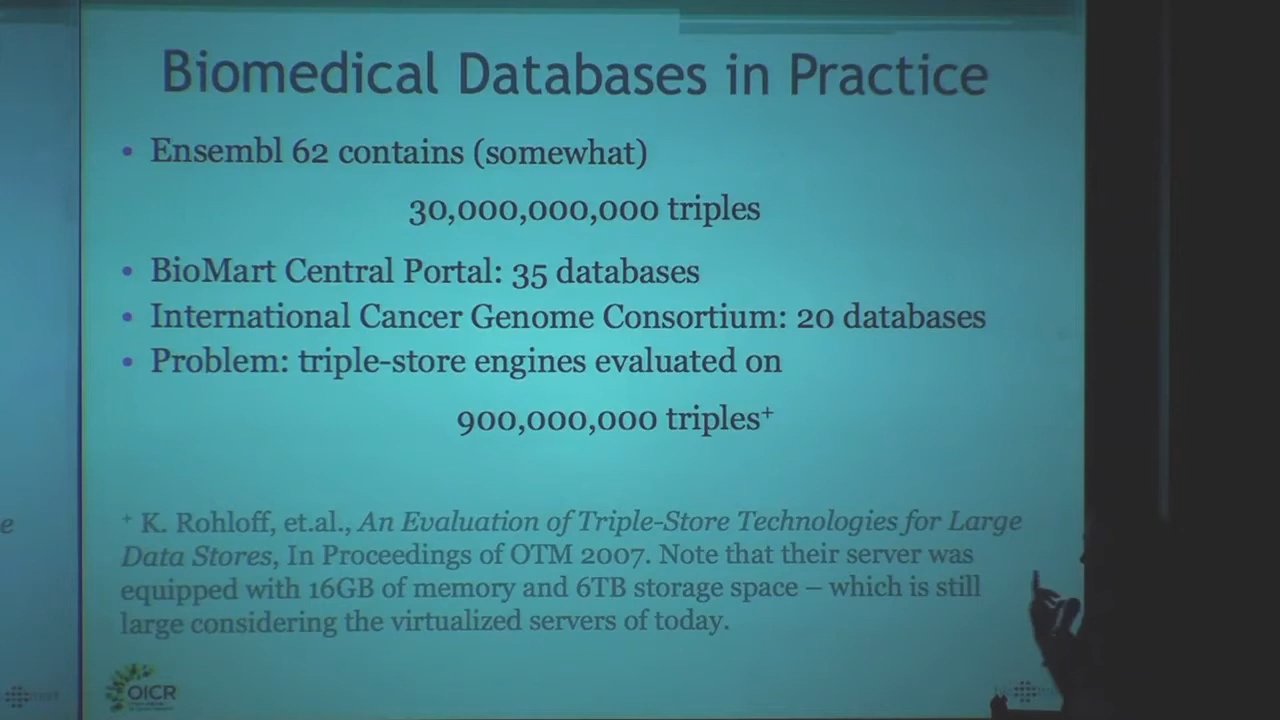 Biomedical Databases in Practice
• Ensembl 62 contains (somewhat)
30,000,000,000 triples
• BioMart Central Portal: 35 databases
• International Cancer Genome Consortium: 20 databases
• Problem: triple-store engines evaluated on
900,000,000 triples⁺
⁺ K. Rohloff, et.al., An Evaluation of Triple-Store Technologies for Large
Data Stores, In Proceedings of OTM 2007. Note that their server was
equipped with 16GB of memory and 6TB storage space – which is still
large considering the virtualized servers of today.
e
OICR